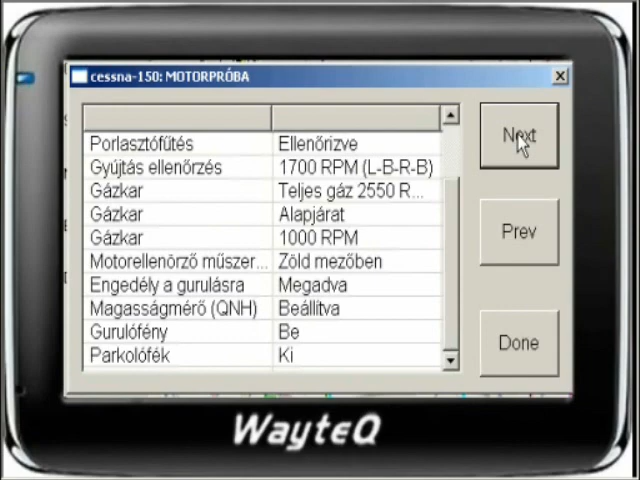 cessna-150: MOTORPRÓBA
Porlasztófűtés Ellenőrizve
Gyújtás ellenőrzés 1700 RPM (L-B-R-B)
Gázkar Teljes gáz 2550 R...
Gázkar Alapjárat
Gázkar 1000 RPM
Motorellenörző műszer... Zöld mezőben
Engedély a gurulásra Megadva
Magasságmérő (QNH) Beállítva
Gurulófény Be
Parkolófék Ki
Next
Prev
Done
WayteQ